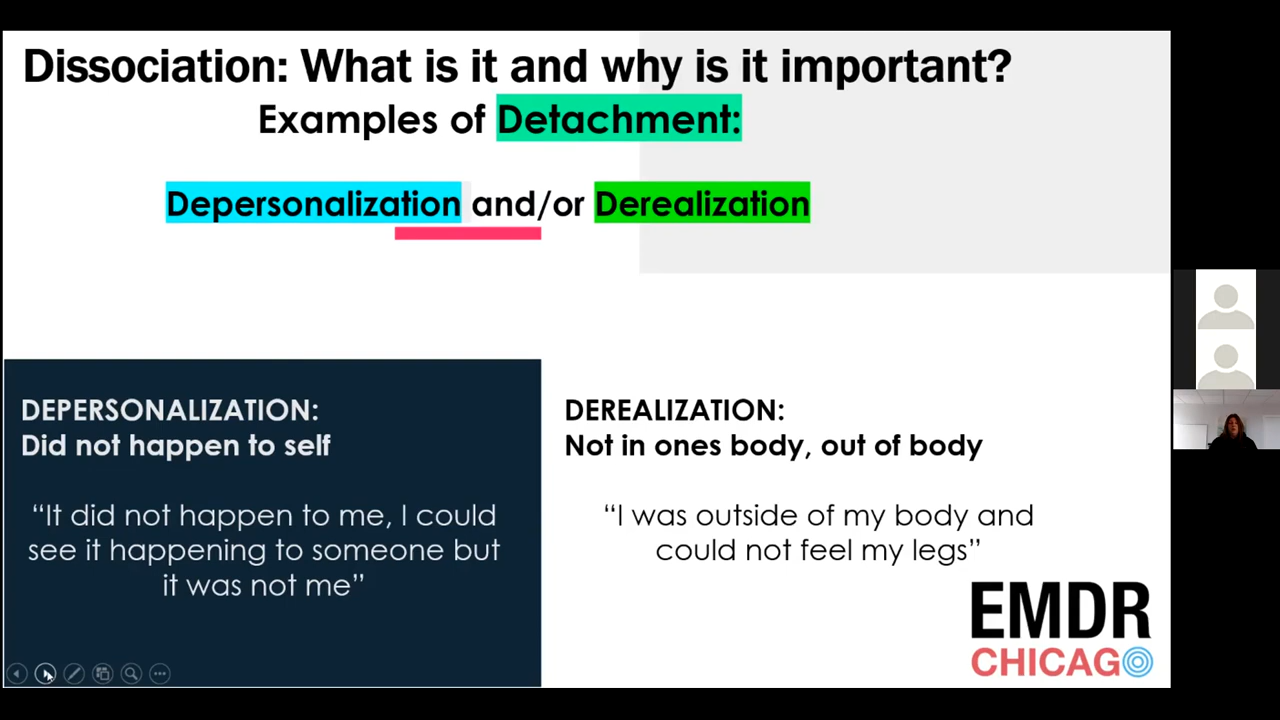 Dissociation: What is it and why is it important?
Examples of Detachment:
Depersonalization and/or Derealization
DEPERSONALIZATION:
Did not happen to self
“It did not happen to me, I could
see it happening to someone but
it was not me”
DEREALIZATION:
Not in ones body, out of body
“I was outside of my body and
could not feel my legs”
EMDR
CHICAGO